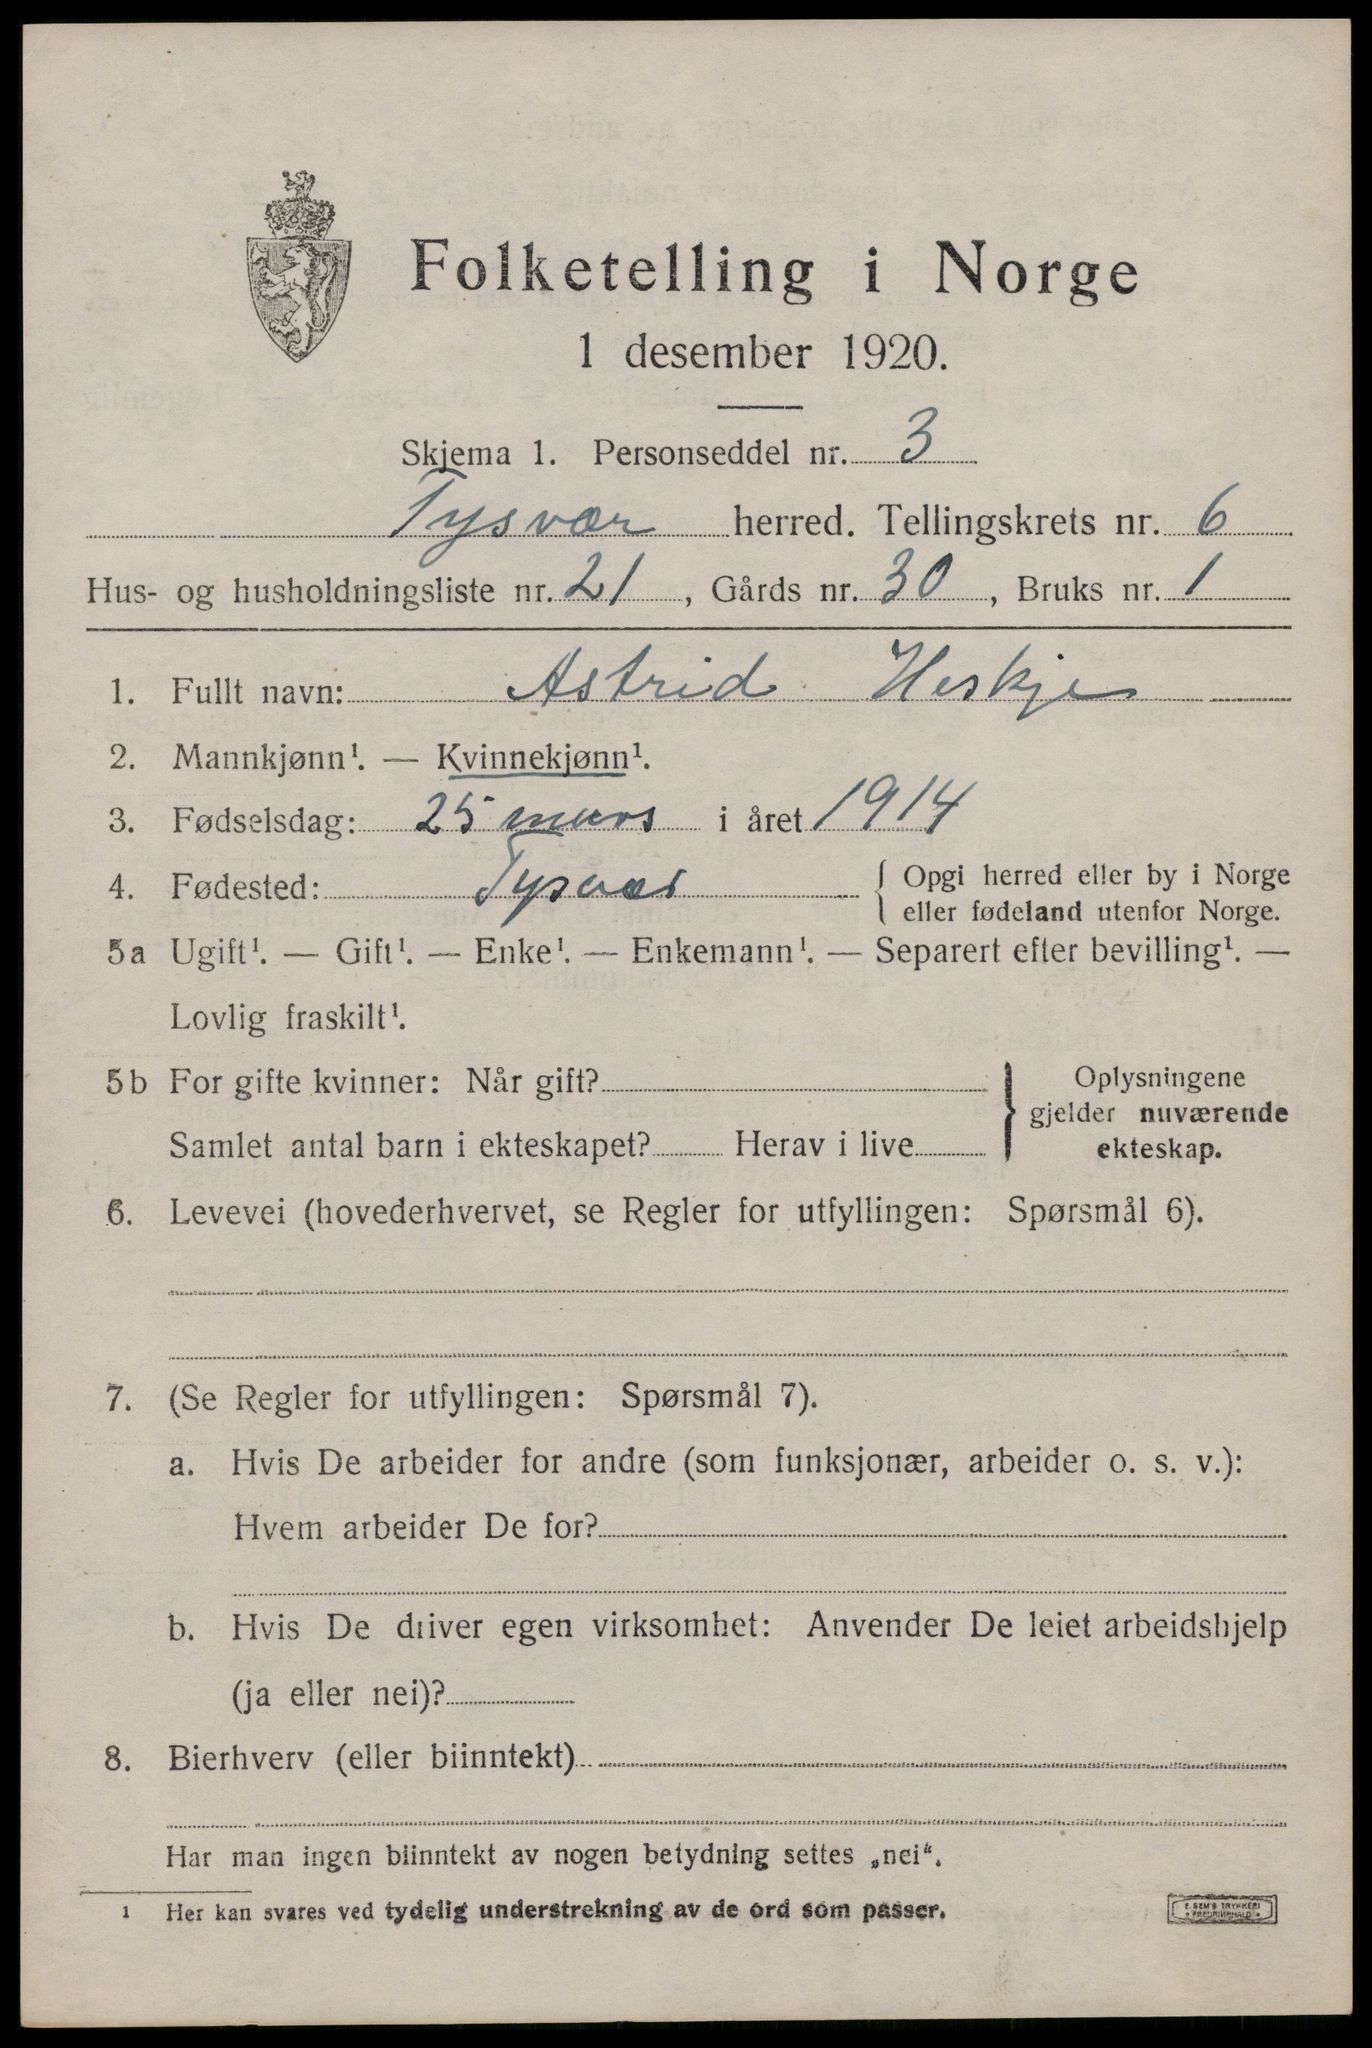 Folketelling i Norge
1 desember 1920.
Skjema 1. Personseddel nr. 3
Tysvær herred. Tellingskrets nr. 6
Hus- og husholdningsliste nr. 21, Gårds nr. 30, Bruks nr. 1
1. Fullt navn: Astrid Heskje
2. Mannkjønn¹. — Kvinnekjønn¹.
3. Fødselsdag: 25 mars i året 1914
4. Fødested: Tysvær { Opgi herred eller by i Norge
eller fødeland utenfor Norge.
5a Ugift¹. — Gift¹. — Enke¹. — Enkemann¹. — Separert efter bevilling¹. —
Lovlig fraskilt¹.
5b For gifte kvinner: Når gift?
Samlet antal barn i ekteskapet? Herav i live
} Oplysningene
gjelder nuværende
ekteskap.
6. Levevei (hovederhvervet, se Regler for utfyllingen: Spørsmål 6).
7. (Se Regler for utfyllingen: Spørsmål 7).
a. Hvis De arbeider for andre (som funksjonær, arbeider o. s. v.):
Hvem arbeider De for?
b. Hvis De driver egen virksomhet: Anvender De leiet arbeidshjelp
(ja eller nei)?
8. Bierhverv (eller biinntekt)
Har man ingen biinntekt av nogen betydning settes „nei“.
1 Her kan svares ved tydelig understrekning av de ord som passer.
E. SEM'S TRYKKERI
FREDRIKSHALD